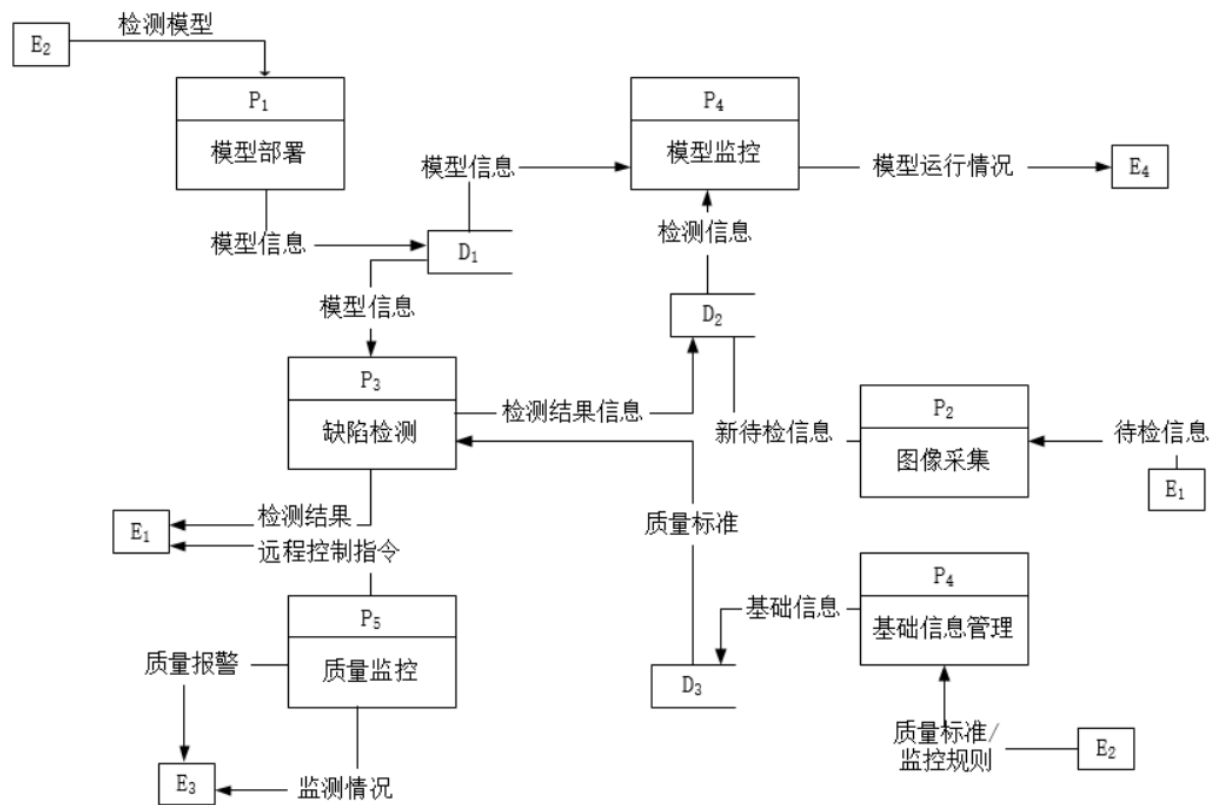 检测模型
E₂
P₁
模型部署
P₄
模型监控
模型信息
模型运行情况
E₄
模型信息
D₁
检测信息
模型信息
D₂
P₃
缺陷检测
检测结果信息
新待检信息
P₂
图像采集
待检信息
E₁
检测结果
E₁
远程控制指令
质量标准
P₄
基础信息管理
基础信息
P₅
质量监控
质量报警
D₃
质量标准/
监控规则
E₂
E₃
监测情况